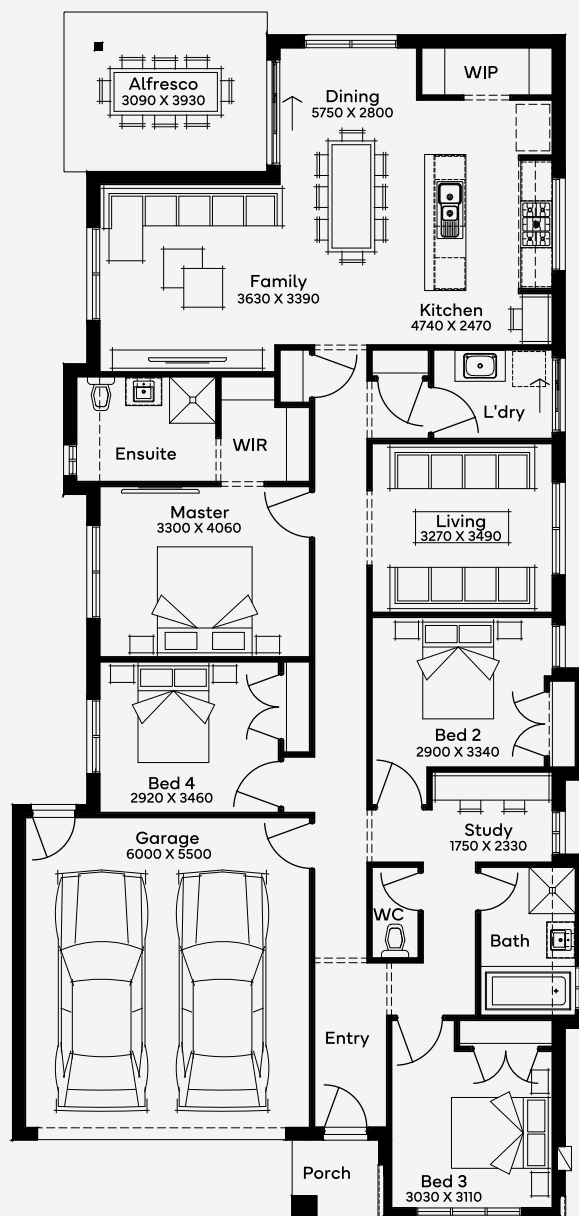 Alfresco
3090 X 3930
WIP
Dining
5750 X 2800
Family
3630 X 3390
Kitchen
4740 X 2470
L'dry
Ensuite
WIR
Master
3300 X 4060
Living
3270 X 3490
Bed 2
2900 X 3340
Bed 4
2920 X 3460
Garage
6000 X 5500
Study
1750 X 2330
WC
Bath
Entry
Porch
Bed 3
3030 X 3110